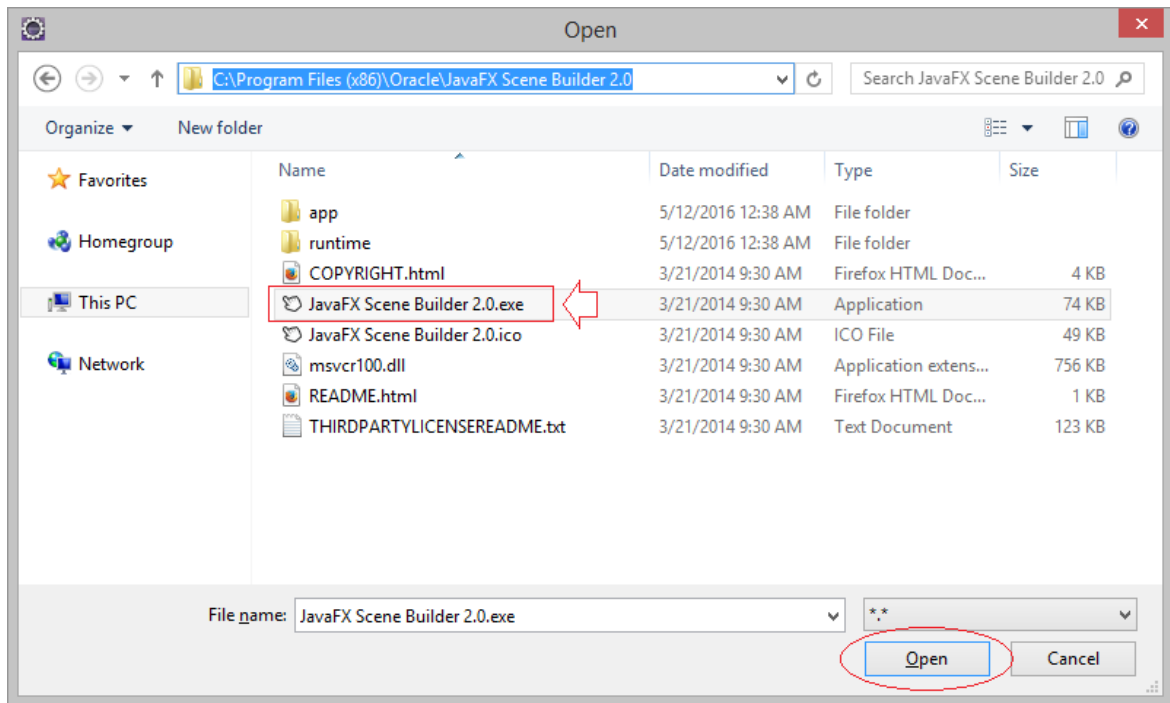 Open
C:\Program Files (x86)\Oracle\JavaFX Scene Builder 2.0 Search JavaFX Scene Builder 2.0
Organize New folder
Favorites
Homegroup
This PC
Network
Name Date modified Type Size
app 5/12/2016 12:38 AM File folder
runtime 5/12/2016 12:38 AM File folder
COPYRIGHT.html 3/21/2014 9:30 AM Firefox HTML Doc... 4 KB
JavaFX Scene Builder 2.0.exe 3/21/2014 9:30 AM Application 74 KB
JavaFX Scene Builder 2.0.ico 3/21/2014 9:30 AM ICO File 49 KB
msvcr100.dll 3/21/2014 9:30 AM Application extens... 756 KB
README.html 3/21/2014 9:30 AM Firefox HTML Doc... 1 KB
THIRDPARTYLICENSEREADME.txt 3/21/2014 9:30 AM Text Document 123 KB
File name: JavaFX Scene Builder 2.0.exe *.*
Open Cancel